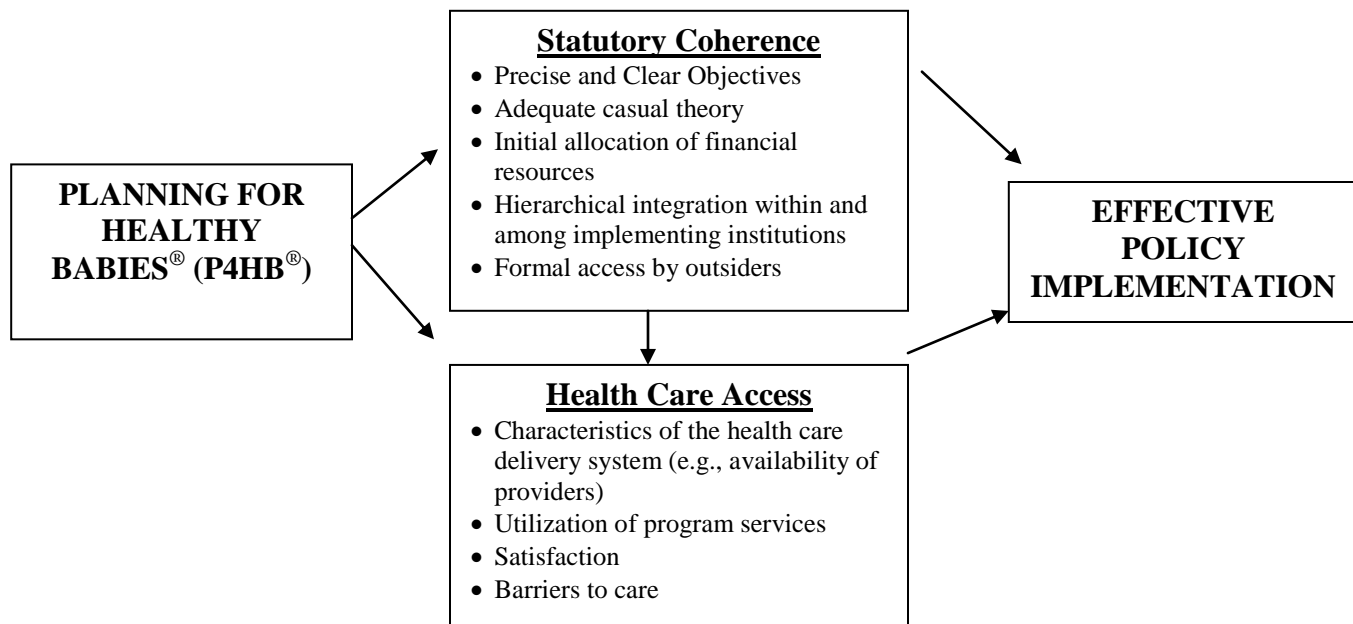 Statutory Coherence
• Precise and Clear Objectives
• Adequate casual theory
• Initial allocation of financial
resources
• Hierarchical integration within and
among implementing institutions
• Formal access by outsiders
PLANNING FOR
HEALTHY
BABIES® (P4HB®)
EFFECTIVE
POLICY
IMPLEMENTATION
Health Care Access
• Characteristics of the health care
delivery system (e.g., availability of
providers)
• Utilization of program services
• Satisfaction
• Barriers to care